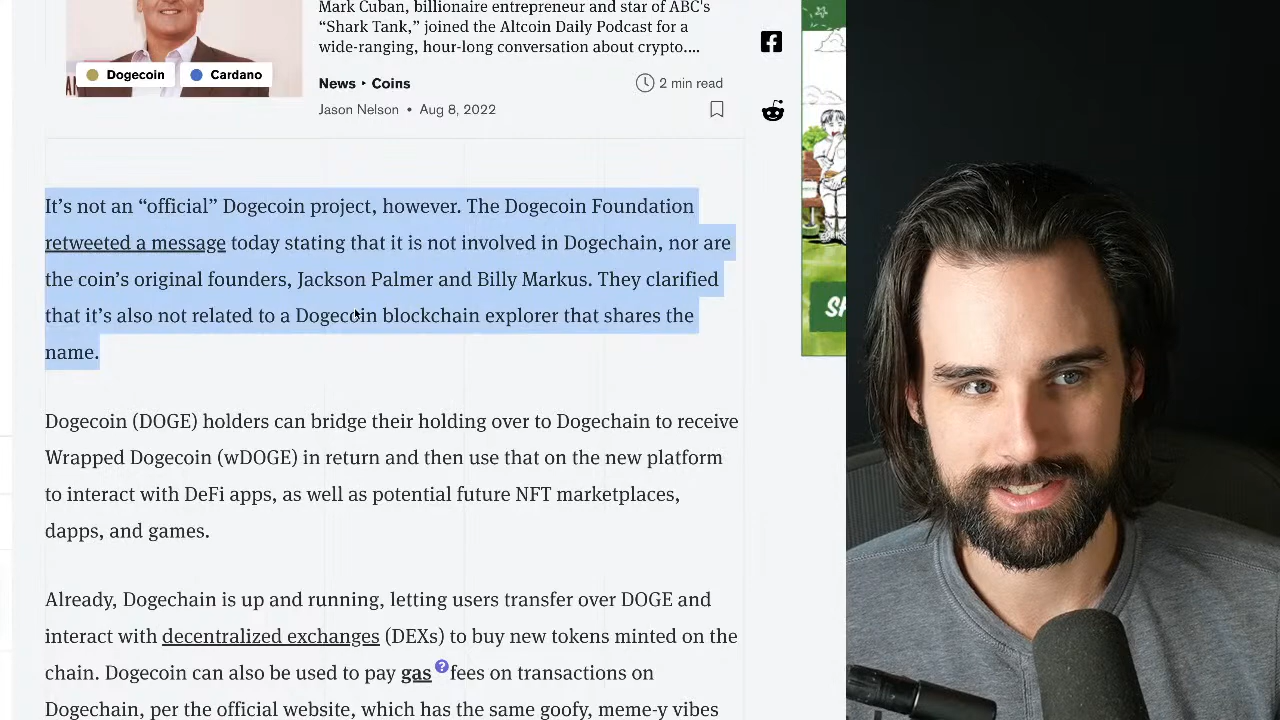 Mark Cuban, billionaire entrepreneur and star of ABC's
“Shark Tank,” joined the Altcoin Daily Podcast for a
wide-ranging, hour-long conversation about crypto....
Dogecoin
Cardano
News ‣ Coins
2 min read
Jason Nelson • Aug 8, 2022
It’s not an “official” Dogecoin project, however. The Dogecoin Foundation
retweeted a message today stating that it is not involved in Dogechain, nor are
the coin’s original founders, Jackson Palmer and Billy Markus. They clarified
that it’s also not related to a Dogecoin blockchain explorer that shares the
name.
Dogecoin (DOGE) holders can bridge their holding over to Dogechain to receive
Wrapped Dogecoin (wDOGE) in return and then use that on the new platform
to interact with DeFi apps, as well as potential future NFT marketplaces,
dapps, and games.
Already, Dogechain is up and running, letting users transfer over DOGE and
interact with decentralized exchanges (DEXs) to buy new tokens minted on the
chain. Dogecoin can also be used to pay gas ? fees on transactions on
Dogechain, per the official website, which has the same goofy, meme-y vibes